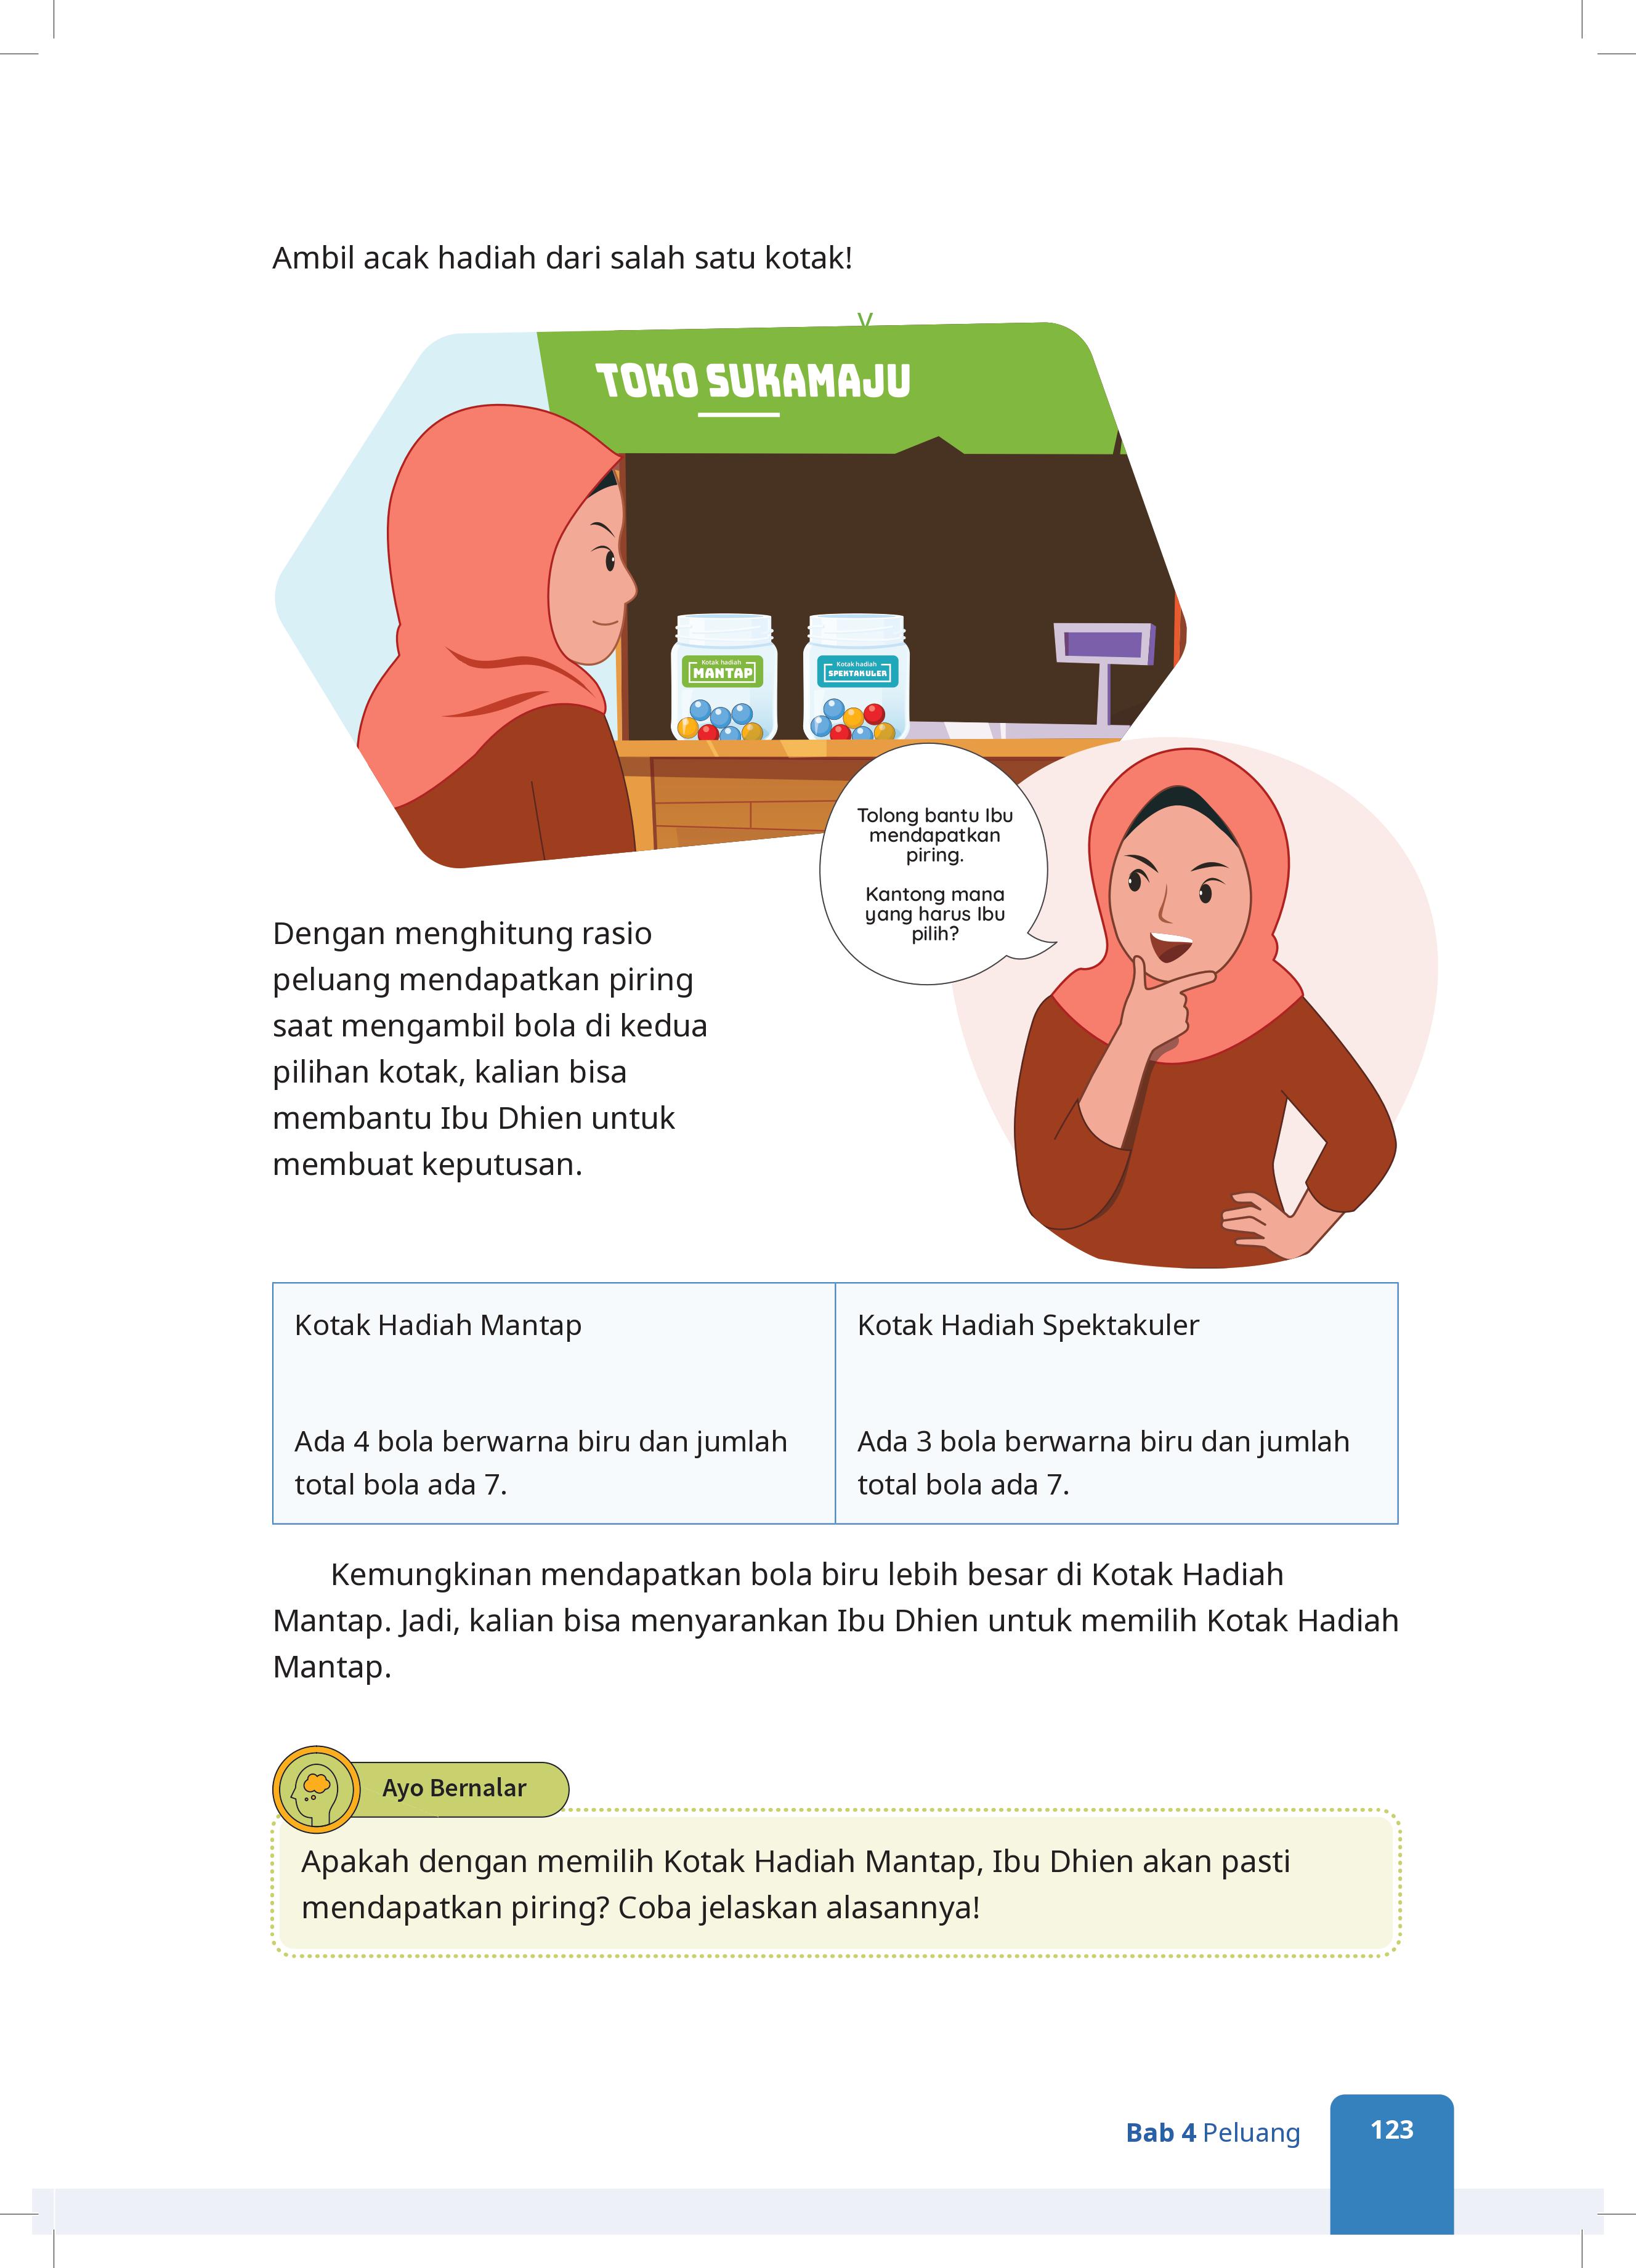 Ambil acak hadiah dari salah satu kotak!
TOKO SUKAMAJU
Kotak hadiah
MANTAP
Kotak hadiah
SPEKTAKULER
Tolong bantu Ibu
mendapatkan
piring.
Kantong mana
yang harus Ibu
pilih?
Dengan menghitung rasio
peluang mendapatkan piring
saat mengambil bola di kedua
pilihan kotak, kalian bisa
membantu Ibu Dhien untuk
membuat keputusan.
Kotak Hadiah Mantap
Ada 4 bola berwarna biru dan jumlah
total bola ada 7.
Kotak Hadiah Spektakuler
Ada 3 bola berwarna biru dan jumlah
total bola ada 7.
Kemungkinan mendapatkan bola biru lebih besar di Kotak Hadiah
Mantap. Jadi, kalian bisa menyarankan Ibu Dhien untuk memilih Kotak Hadiah
Mantap.
Ayo Bernalar
Apakah dengan memilih Kotak Hadiah Mantap, Ibu Dhien akan pasti
mendapatkan piring? Coba jelaskan alasannya!
Bab 4 Peluang
123